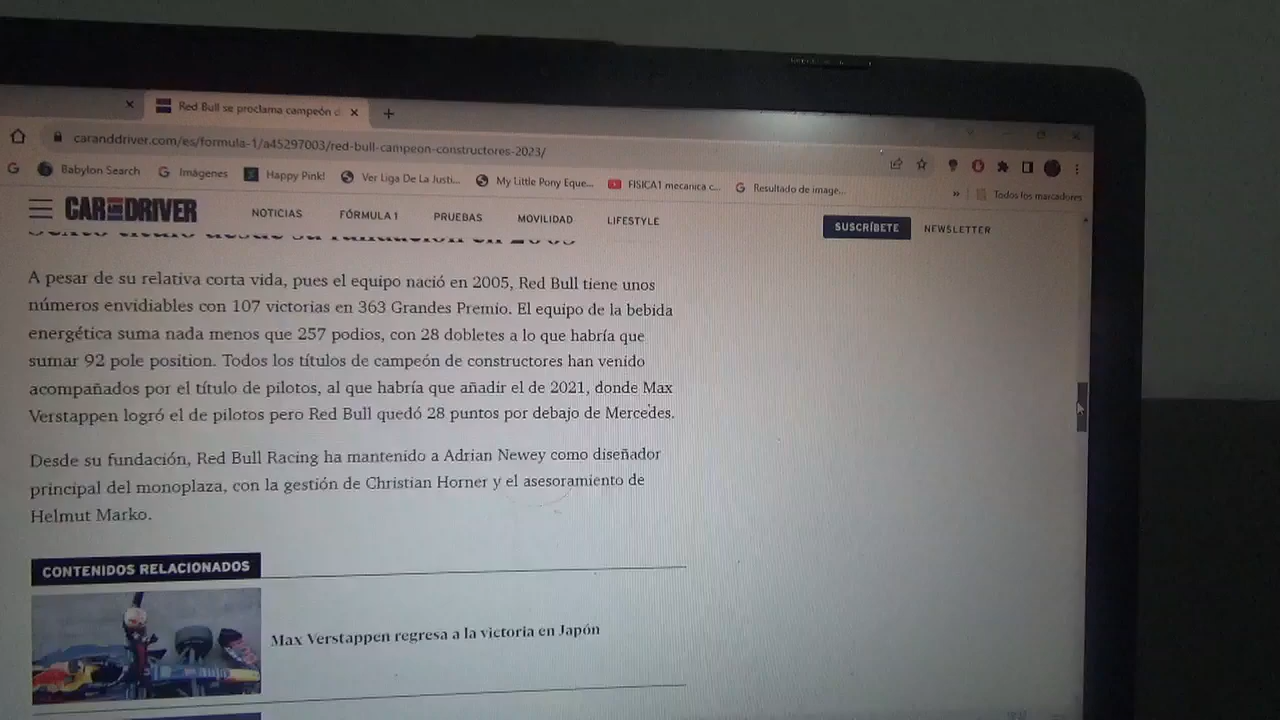 Red Bull se proclama campeón d
caranddriver.com/es/formula-1/a45297003/red-bull-campeon-constructores-2023/
Babylon Search
Imágenes
Happy Pink!
Ver Liga De La Justi...
My Little Pony Eque...
FISICA1 mecanica c...
Resultado de image...
» Todos los marcadores
CAR AND DRIVER
NOTICIAS FÓRMULA 1 PRUEBAS MOVILIDAD LIFESTYLE
SUSCRÍBETE NEWSLETTER
A pesar de su relativa corta vida, pues el equipo nació en 2005, Red Bull tiene unos
números envidiables con 107 victorias en 363 Grandes Premio. El equipo de la bebida
energética suma nada menos que 257 podios, con 28 dobletes a lo que habría que
sumar 92 pole position. Todos los títulos de campeón de constructores han venido
acompañados por el título de pilotos, al que habría que añadir el de 2021, donde Max
Verstappen logró el de pilotos pero Red Bull quedó 28 puntos por debajo de Mercedes.
Desde su fundación, Red Bull Racing ha mantenido a Adrian Newey como diseñador
principal del monoplaza, con la gestión de Christian Horner y el asesoramiento de
Helmut Marko.
CONTENIDOS RELACIONADOS
Max Verstappen regresa a la victoria en Japón